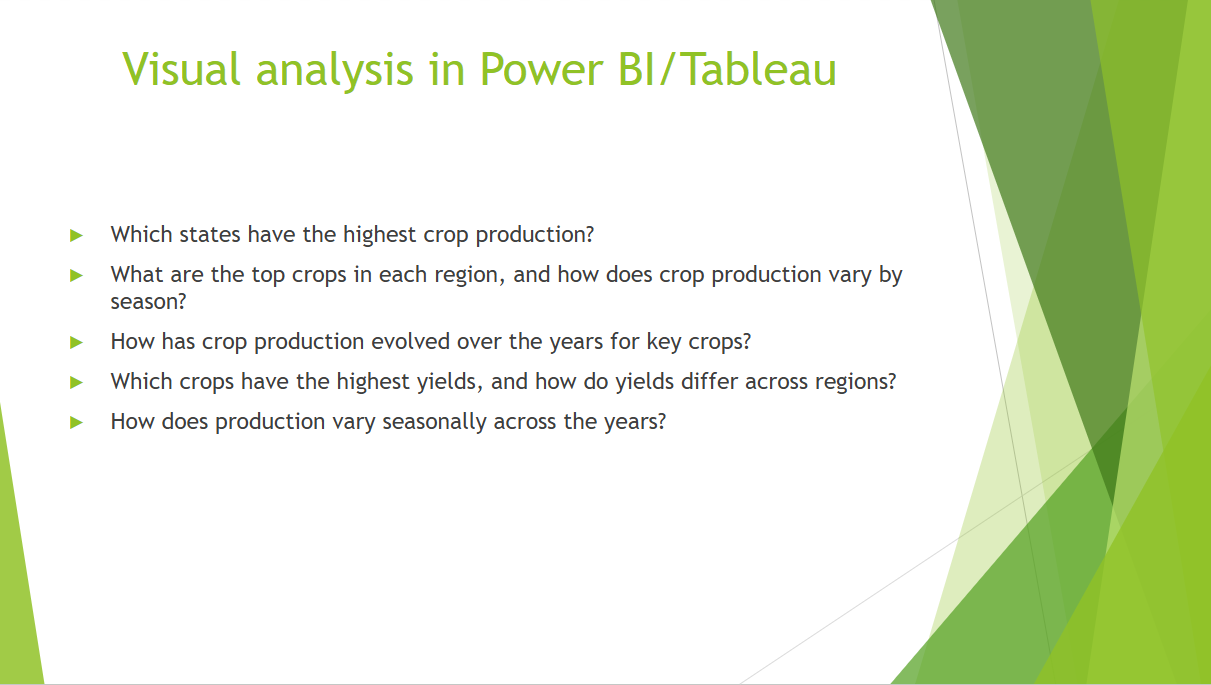 Visual analysis in Power BI/Tableau
Which states have the highest crop production?
What are the top crops in each region, and how does crop production vary by
season?
How has crop production evolved over the years for key crops?
Which crops have the highest yields, and how do yields differ across regions?
How does production vary seasonally across the years?